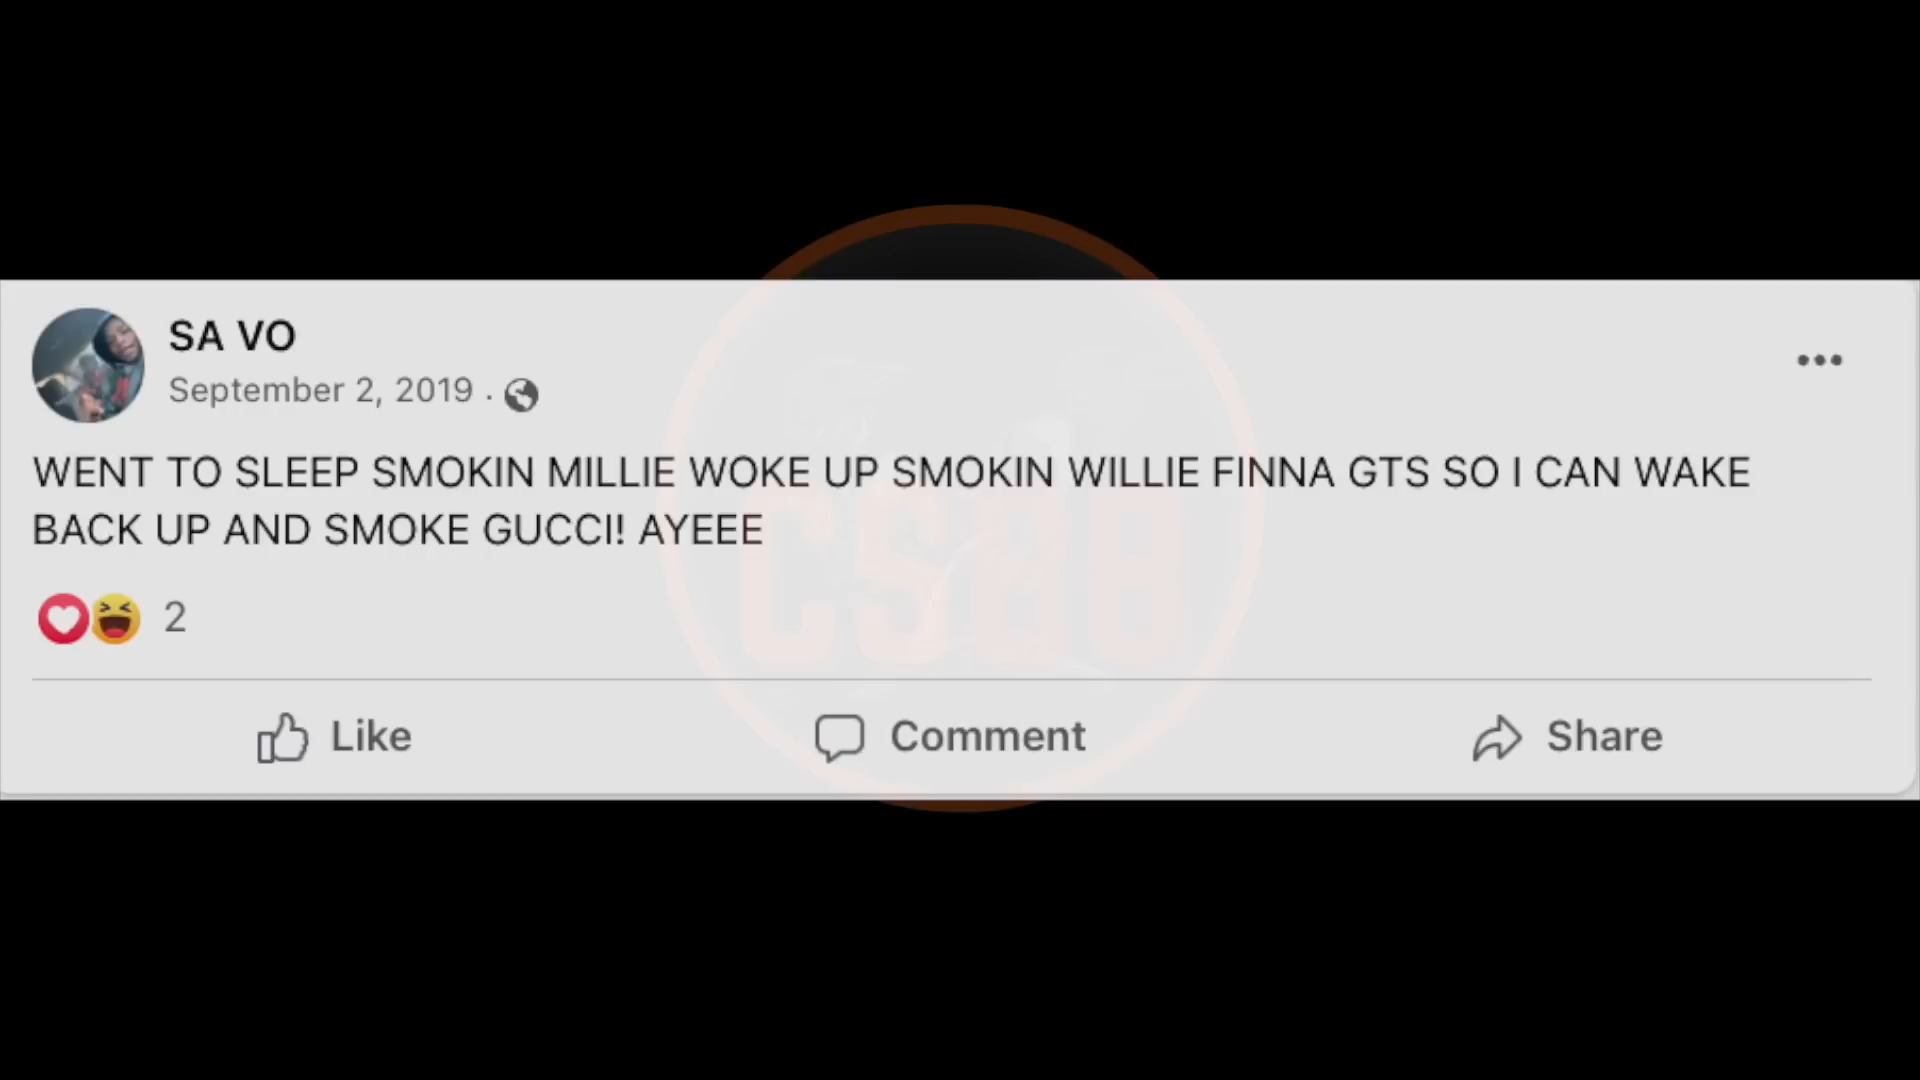 SA VO
September 2, 2019 ·
WENT TO SLEEP SMOKIN MILLIE WOKE UP SMOKIN WILLIE FINNA GTS SO I CAN WAKE
BACK UP AND SMOKE GUCCI! AYEEE
2
Like Comment Share